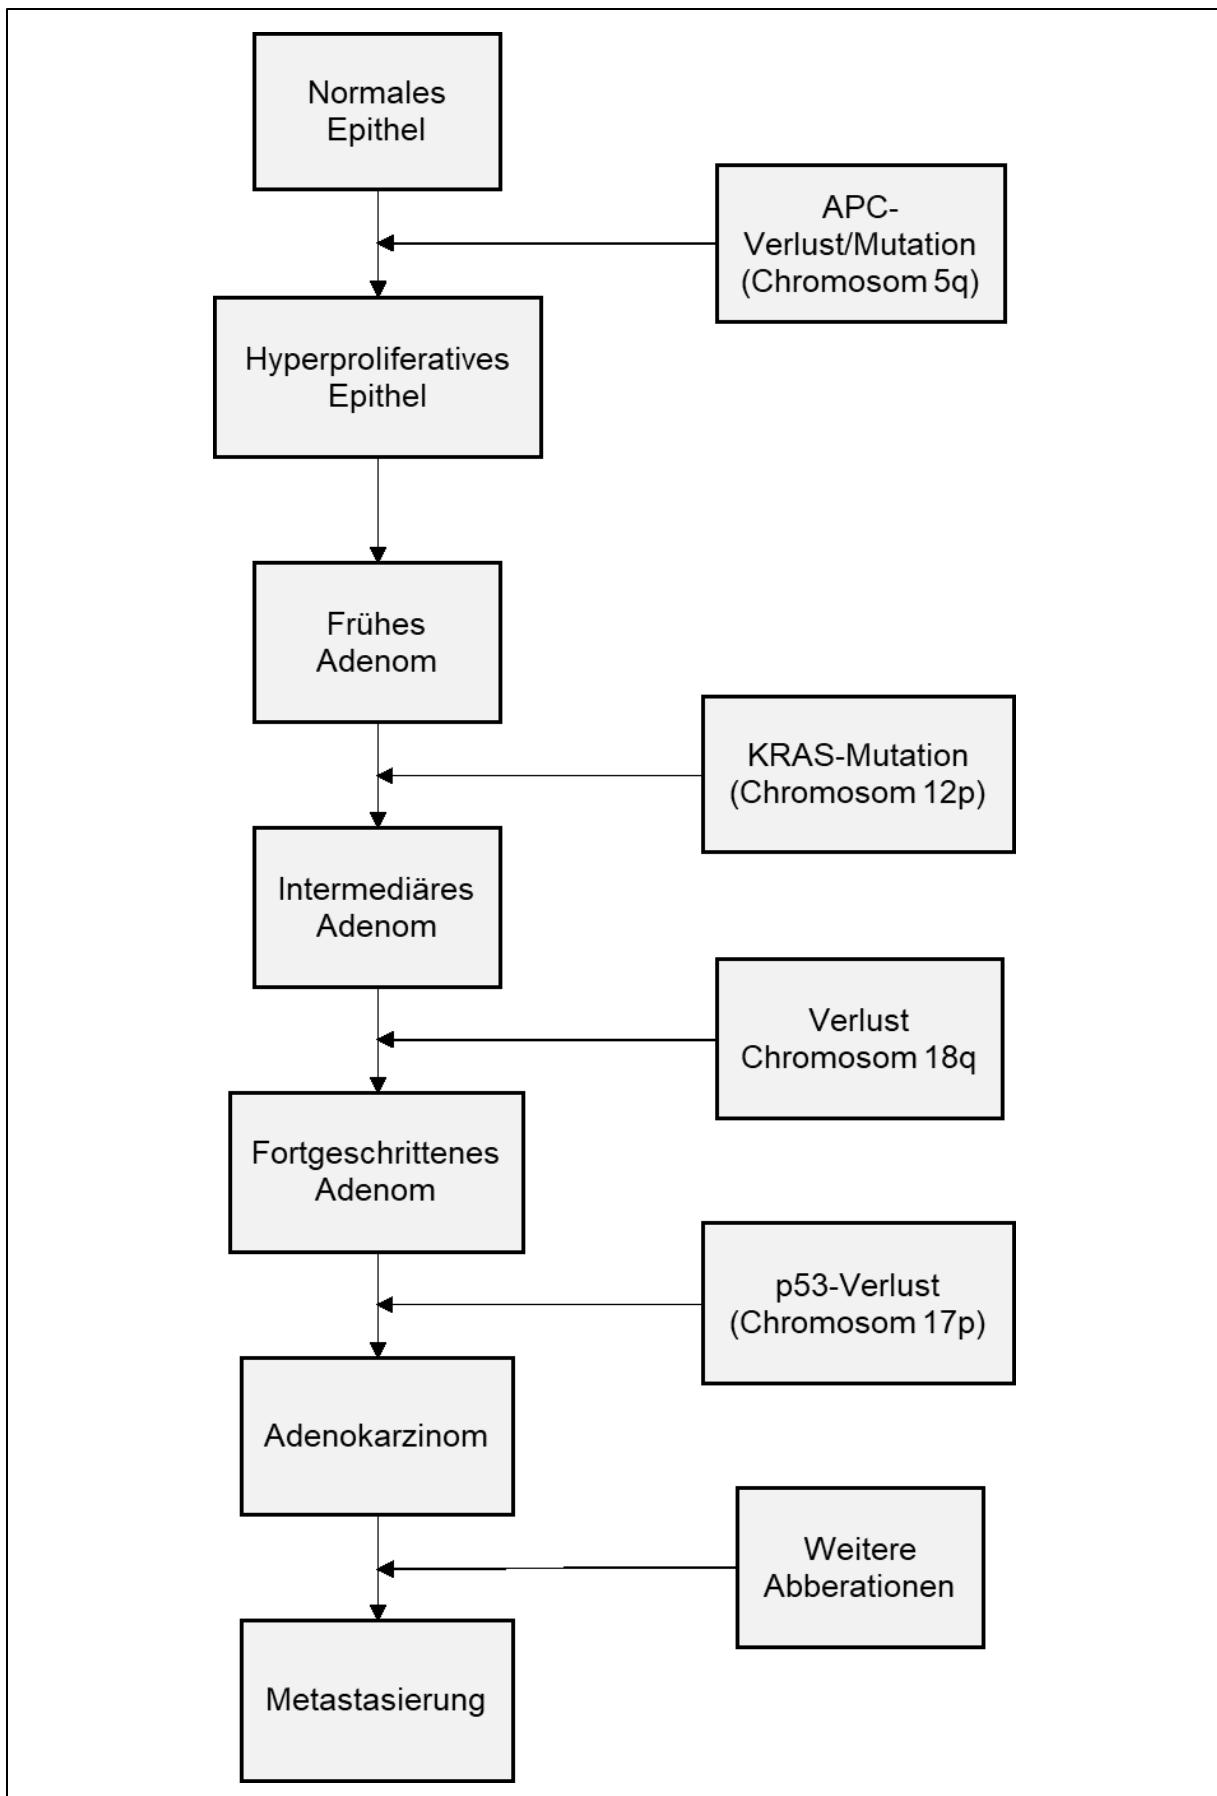 Normales
Epithel
APC-
Verlust/Mutation
(Chromosom 5q)
Hyperproliferatives
Epithel
Frühes
Adenom
KRAS-Mutation
(Chromosom 12p)
Intermediäres
Adenom
Verlust
Chromosom 18q
Fortgeschrittenes
Adenom
p53-Verlust
(Chromosom 17p)
Adenokarzinom
Weitere
Abberationen
Metastasierung